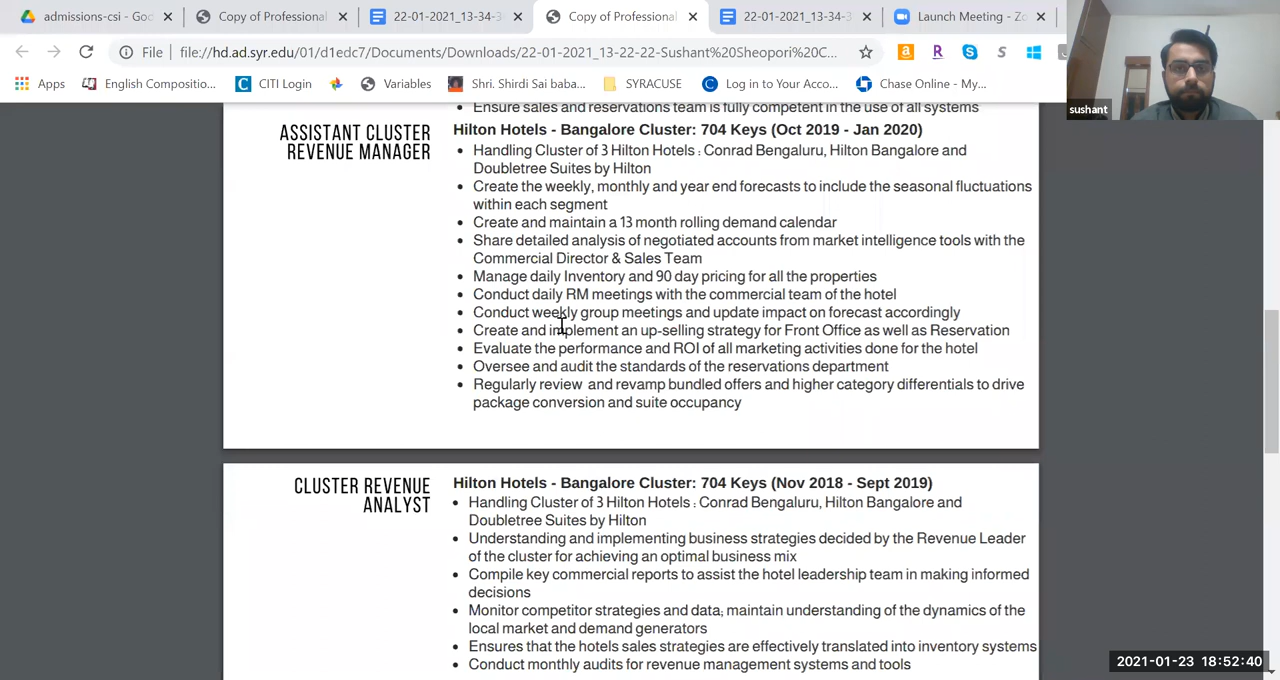 admissions-csi - Goo
Copy of Professional
22-01-2021_13-34-3
Copy of Professional
22-01-2021_13-34-3
Launch Meeting - Zo
File
file://hd.ad.syr.edu/01/d1edc7/Documents/Downloads/22-01-2021_13-22-22-Sushant%20Sheopori%20C...
Apps
English Compositio...
CITI Login
Variables
Shri. Shirdi Sai baba...
SYRACUSE
Log in to Your Acco...
Chase Online - My...
sushant
Ensure sales and reservations team is fully competent in the use of all systems
ASSISTANT CLUSTER
REVENUE MANAGER
Hilton Hotels - Bangalore Cluster: 704 Keys (Oct 2019 - Jan 2020)
• Handling Cluster of 3 Hilton Hotels : Conrad Bengaluru, Hilton Bangalore and
Doubletree Suites by Hilton
• Create the weekly, monthly and year end forecasts to include the seasonal fluctuations
within each segment
• Create and maintain a 13 month rolling demand calendar
• Share detailed analysis of negotiated accounts from market intelligence tools with the
Commercial Director & Sales Team
• Manage daily Inventory and 90 day pricing for all the properties
• Conduct daily RM meetings with the commercial team of the hotel
• Conduct weekly group meetings and update impact on forecast accordingly
• Create and implement an up-selling strategy for Front Office as well as Reservation
• Evaluate the performance and ROI of all marketing activities done for the hotel
• Oversee and audit the standards of the reservations department
• Regularly review and revamp bundled offers and higher category differentials to drive
package conversion and suite occupancy
CLUSTER REVENUE
ANALYST
Hilton Hotels - Bangalore Cluster: 704 Keys (Nov 2018 - Sept 2019)
• Handling Cluster of 3 Hilton Hotels : Conrad Bengaluru, Hilton Bangalore and
Doubletree Suites by Hilton
• Understanding and implementing business strategies decided by the Revenue Leader
of the cluster for achieving an optimal business mix
• Compile key commercial reports to assist the hotel leadership team in making informed
decisions
• Monitor competitor strategies and data; maintain understanding of the dynamics of the
local market and demand generators
• Ensures that the hotels sales strategies are effectively translated into inventory systems
• Conduct monthly audits for revenue management systems and tools
2021-01-23 18:52:40